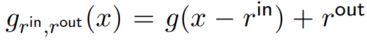 g_{r^{in},r^{out}}(x) = g(x − r^{in}) + r^{out}